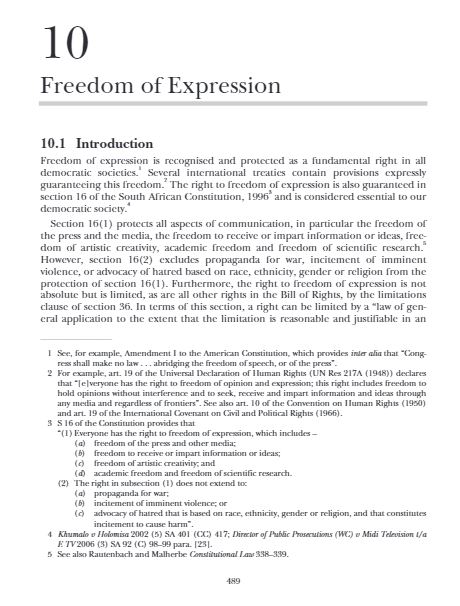 10
Freedom of Expression
10.1 Introduction
Freedom of expression is recognised and protected as a fundamental right in all
democratic societies.1 Several international treaties contain provisions expressly
guaranteeing this freedom.2 The right to freedom of expression is also guaranteed in
section 16 of the South African Constitution, 19963 and is considered essential to our
democratic society.4
Section 16(1) protects all aspects of communication, in particular the freedom of
the press and the media, the freedom to receive or impart information or ideas, free-
dom of artistic creativity, academic freedom and freedom of scientific research.5
However, section 16(2) excludes propaganda for war, incitement of imminent
violence, or advocacy of hatred based on race, ethnicity, gender or religion from the
protection of section 16(1). Furthermore, the right to freedom of expression is not
absolute but is limited, as are all other rights in the Bill of Rights, by the limitations
clause of section 36. In terms of this section, a right can be limited by a “law of gen-
eral application to the extent that the limitation is reasonable and justifiable in an
1 See, for example, Amendment I to the American Constitution, which provides inter alia that “Cong-
ress shall make no law . . . abridging the freedom of speech, or of the press”.
2 For example, art. 19 of the Universal Declaration of Human Rights (UN Res 217A (1948)) declares
that “[e]veryone has the right to freedom of opinion and expression; this right includes freedom to
hold opinions without interference and to seek, receive and impart information and ideas through
any media and regardless of frontiers”. See also art. 10 of the Convention on Human Rights (1950)
and art. 19 of the International Covenant on Civil and Political Rights (1966).
3 S 16 of the Constitution provides that
“(1) Everyone has the right to freedom of expression, which includes –
(a) freedom of the press and other media;
(b) freedom to receive or impart information or ideas;
(c) freedom of artistic creativity; and
(d) academic freedom and freedom of scientific research.
(2) The right in subsection (1) does not extend to:
(a) propaganda for war;
(b) incitement of imminent violence; or
(c) advocacy of hatred that is based on race, ethnicity, gender or religion, and that constitutes
incitement to cause harm”.
4 Khumalo v Holomisa 2002 (5) SA 401 (CC) 417; Director of Public Prosecutions (WC) v Midi Television t/a
E TV 2006 (3) SA 92 (C) 98–99 para. [23].
5 See also Rautenbach and Malherbe Constitutional Law 338–339.
489